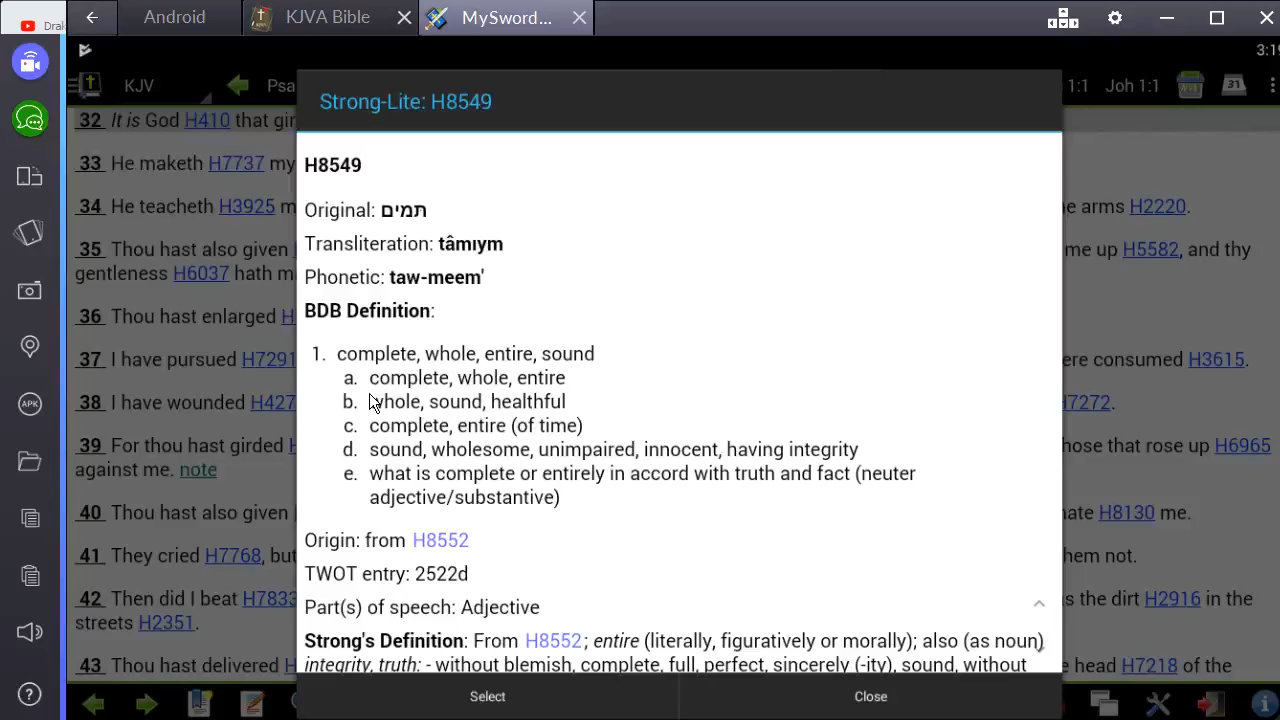 Drak
Android
KJVA Bible
MySword...
3:19
KJV
Psa
1:1
Joh 1:1
31
Strong-Lite: H8549
32 It is God H410 that gir
33 He maketh H7737 my
34 He teacheth H3925 m
e arms H2220.
35 Thou hast also given
me up H5582, and thy
gentleness H6037 hath m
36 Thou hast enlarged H
37 I have pursued H7291
ere consumed H3615.
38 I have wounded H427
H7272.
39 For thou hast girded
hose that rose up H6965
against me. note
40 Thou hast also given
hate H8130 me.
41 They cried H7768, but
hem not.
42 Then did I beat H7833
s the dirt H2916 in the
streets H2351.
43 Thou hast delivered H
e head H7218 of the
H8549
Original: תמים
Transliteration: tâmıym
Phonetic: taw-meem'
BDB Definition:
1. complete, whole, entire, sound
a. complete, whole, entire
b. whole, sound, healthful
c. complete, entire (of time)
d. sound, wholesome, unimpaired, innocent, having integrity
e. what is complete or entirely in accord with truth and fact (neuter
adjective/substantive)
Origin: from H8552
TWOT entry: 2522d
Part(s) of speech: Adjective
Strong's Definition: From H8552; entire (literally, figuratively or morally); also (as noun)
integrity, truth: - without blemish, complete, full, perfect, sincerely (-ity), sound, without
Select
Close
APK